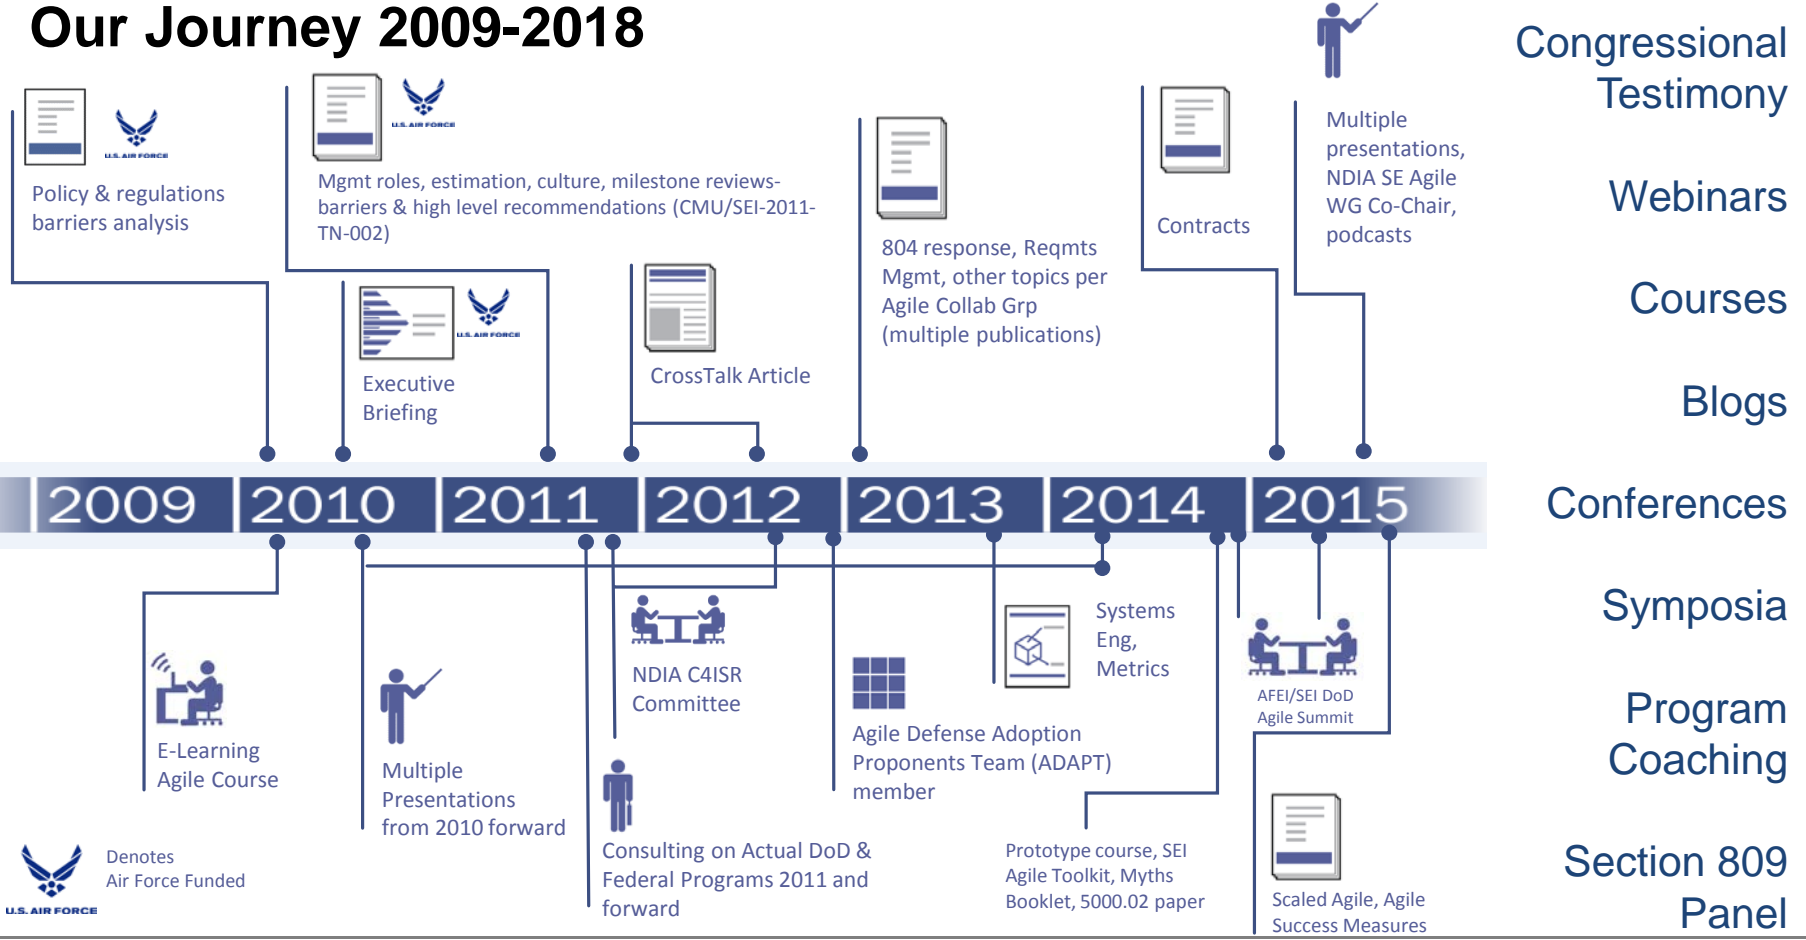 Our Journey 2009-2018
U.S. AIR FORCE
Policy & regulations
barriers analysis
U.S. AIR FORCE
Mgmt roles, estimation, culture, milestone reviews-
barriers & high level recommendations (CMU/SEI-2011-
TN-002)
U.S. AIR FORCE
Executive
Briefing
CrossTalk Article
804 response, Reqmts
Mgmt, other topics per
Agile Collab Grp
(multiple publications)
Contracts
Multiple
presentations,
NDIA SE Agile
WG Co-Chair,
podcasts
2009
2010
2011
2012
2013
2014
2015
E-Learning
Agile Course
Multiple
Presentations
from 2010 forward
NDIA C4ISR
Committee
Consulting on Actual DoD &
Federal Programs 2011 and
forward
Agile Defense Adoption
Proponents Team (ADAPT)
member
Systems
Eng,
Metrics
Prototype course, SEI
Agile Toolkit, Myths
Booklet, 5000.02 paper
AFEI/SEI DoD
Agile Summit
Scaled Agile, Agile
Success Measures
U.S. AIR FORCE
Denotes
Air Force Funded
Congressional
Testimony
Webinars
Courses
Blogs
Conferences
Symposia
Program
Coaching
Section 809
Panel